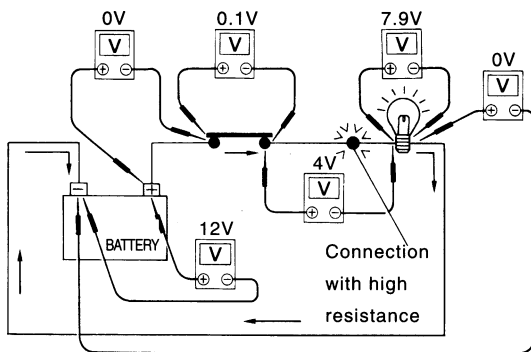 0V
0.1V
7.9V
0V
V
V
V
V
+ −
+ −
+ −
+ −
4V
V
+ −
− +
BATTERY
12V
V
+ −
Connection
with high
resistance